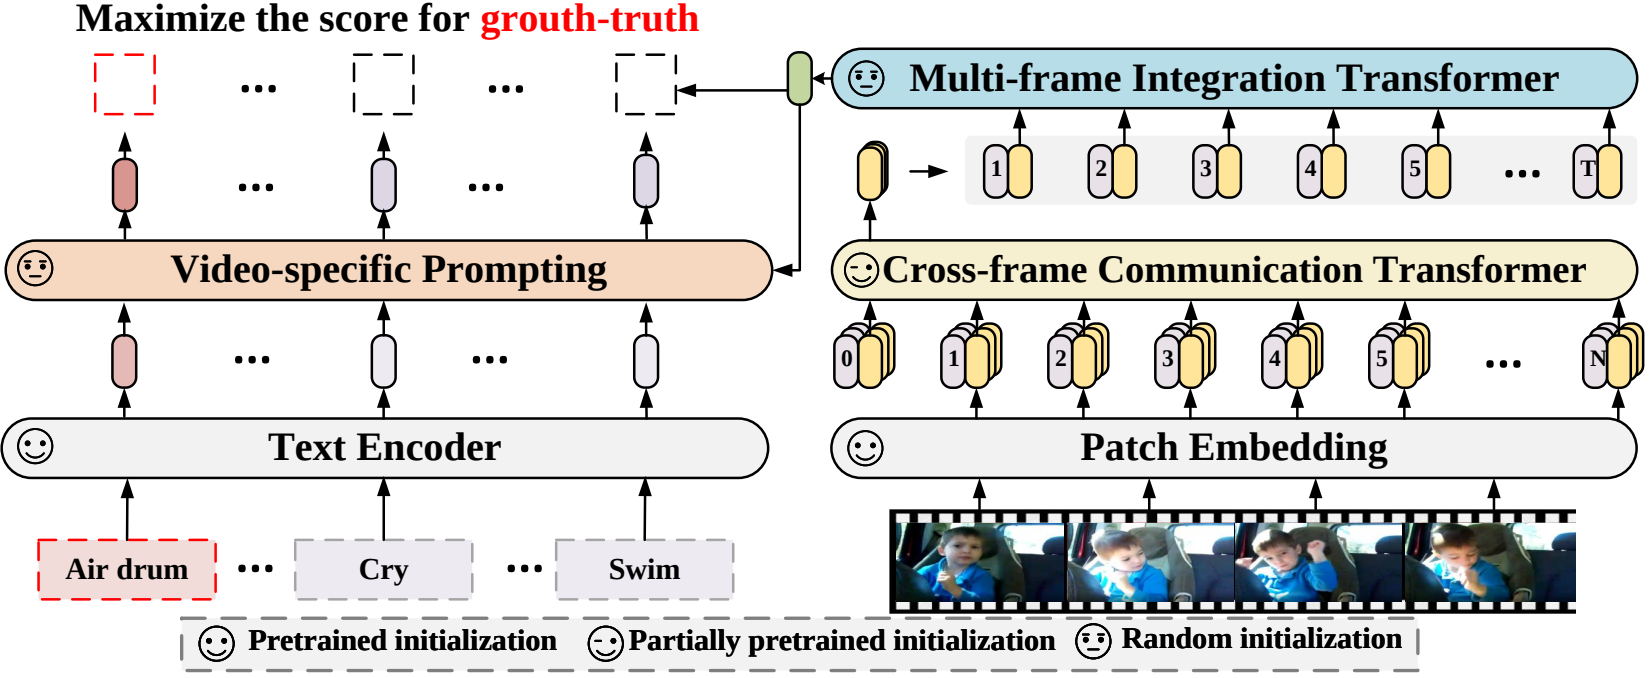 Maximize the score for grouth-truth
Multi-frame Integration Transformer
1 2 3 4 5 ... T
Video-specific Prompting
Cross-frame Communication Transformer
0 1 2 3 4 5 ... N
Text Encoder
Patch Embedding
Air drum ... Cry ... Swim
Pretrained initialization Partially pretrained initialization Random initialization